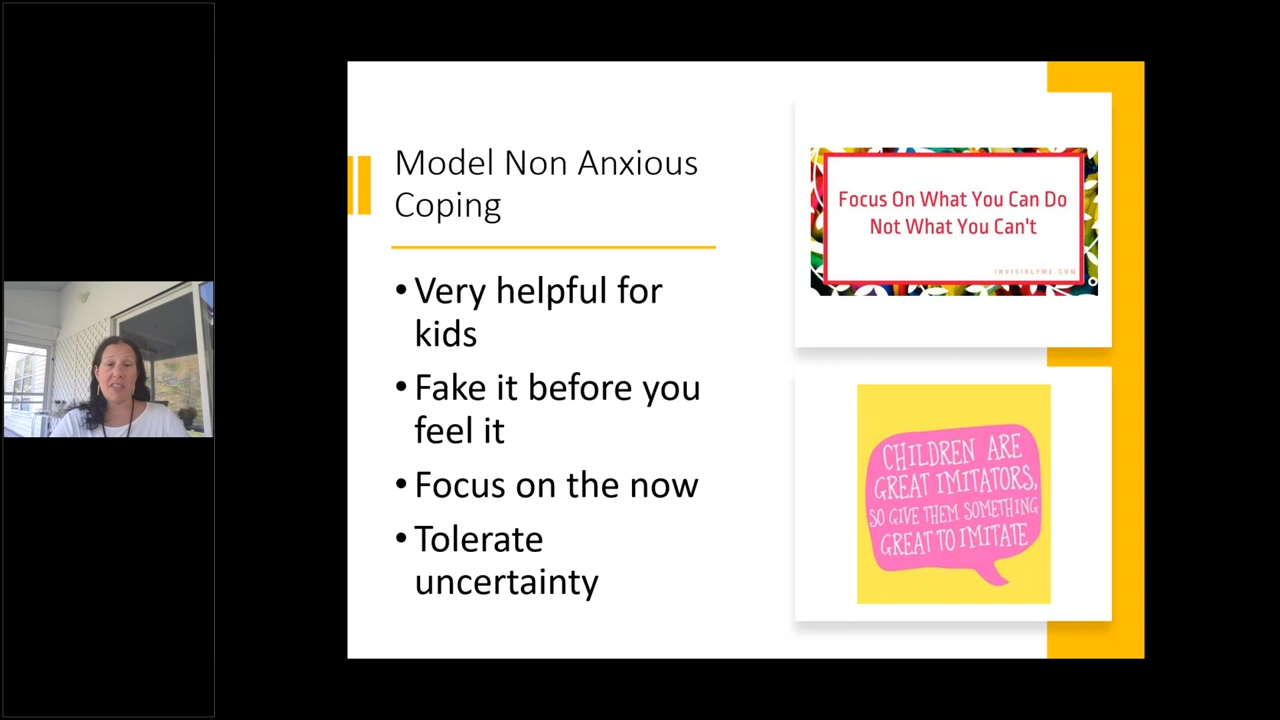 Model Non Anxious
Coping
• Very helpful for
kids
• Fake it before you
feel it
• Focus on the now
• Tolerate
uncertainty
Focus On What You Can Do
Not What You Can't
INVISIBLYME.COM
CHILDREN ARE
GREAT IMITATORS,
SO GIVE THEM SOMETHING
GREAT TO IMITATE